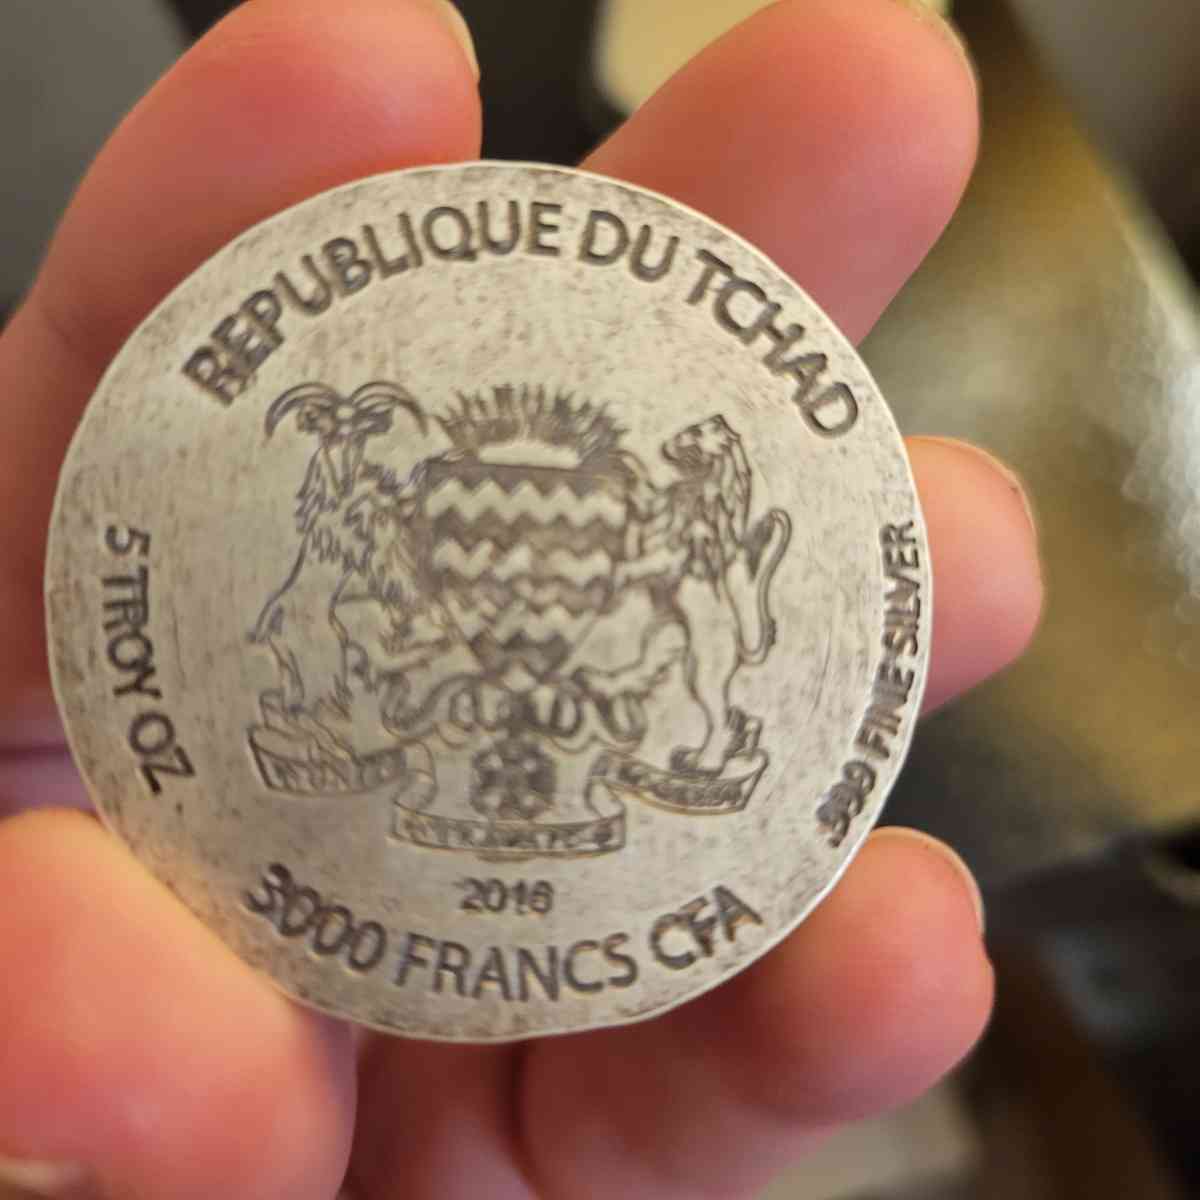 REPUBLIQUE DU TCHAD
5 TROY OZ
.999 FINE SILVER
2016
3000 FRANCS CFA